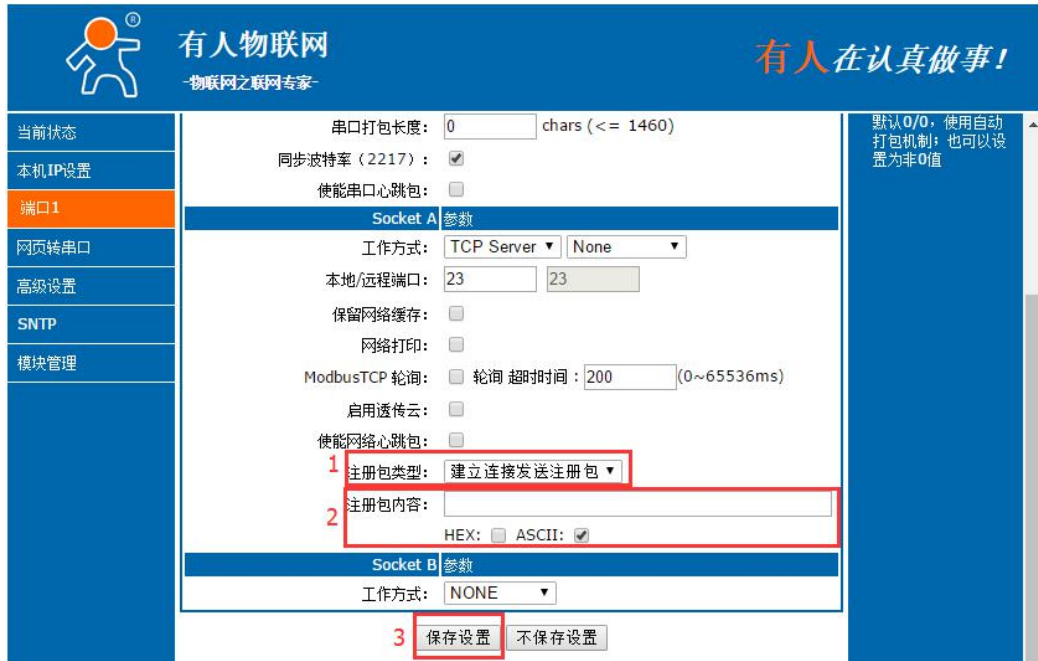 ®
有人物联网
-物联网之联网专家-
有人在认真做事!
当前状态
本机IP设置
端口1
网页转串口
高级设置
SNTP
模块管理
串口打包长度: 0 chars (<= 1460)
同步波特率(2217):
使能串口心跳包:
Socket A 参数
工作方式: TCP Server None
本地/远程端口: 23 23
保留网络缓存:
网络打印:
ModbusTCP 轮询: 轮询 超时时间:200 (0~65536ms)
启用透传云:
使能网络心跳包:
1 注册包类型: 建立连接发送注册包
2 注册包内容:
HEX: ASCII:
Socket B 参数
工作方式: NONE
3 保存设置 不保存设置
默认0/0,使用自动
打包机制;也可以设
置为非0值